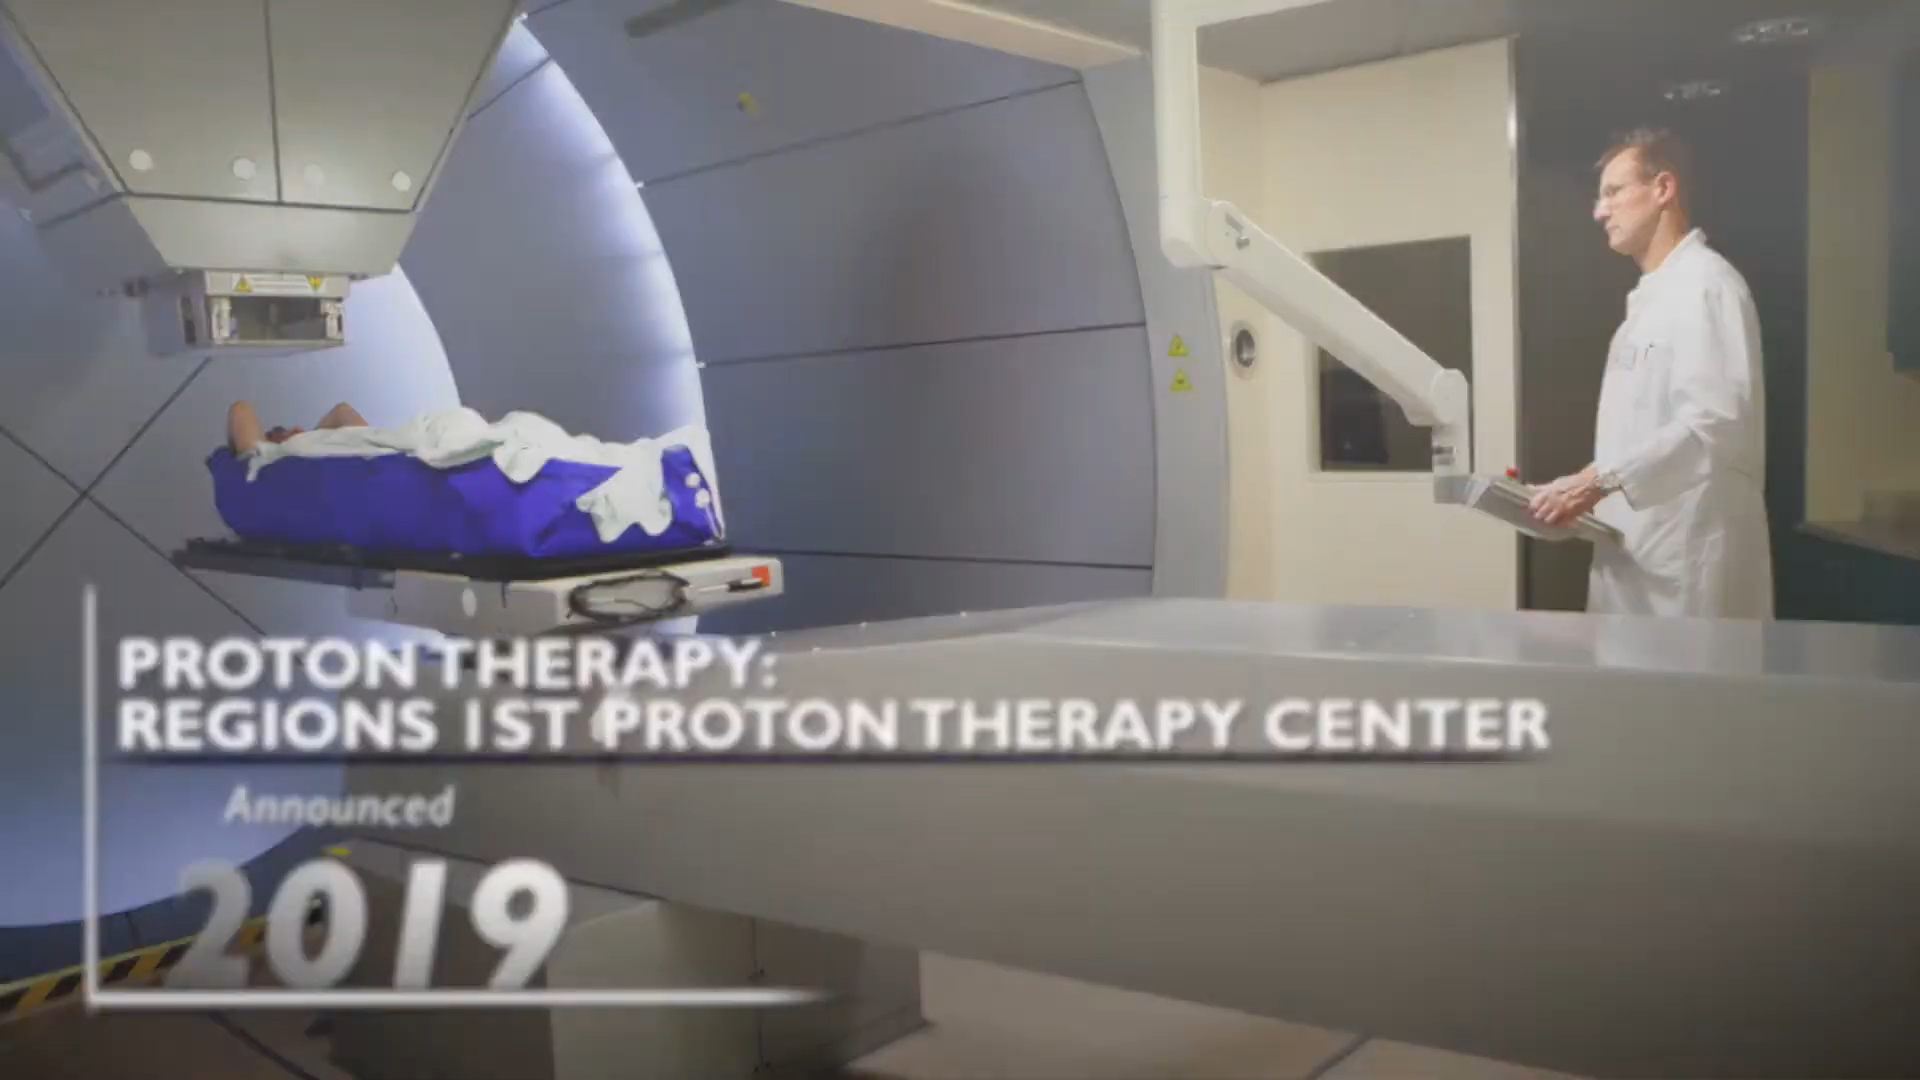 PROTON THERAPY:
REGIONS 1ST PROTON THERAPY CENTER
Announced
2019